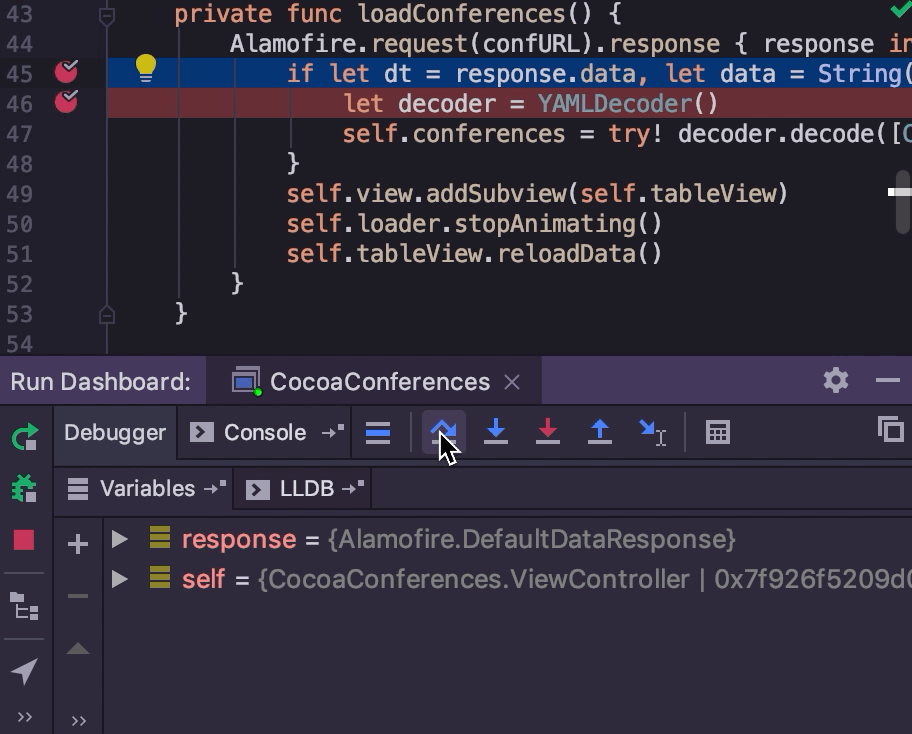 43 private func loadConferences() {
44 Alamofire.request(confURL).response { response in
45 if let dt = response.data, let data = String(
46 let decoder = YAMLDecoder()
47 self.conferences = try! decoder.decode([C
48 }
49 self.view.addSubview(self.tableView)
50 self.loader.stopAnimating()
51 self.tableView.reloadData()
52 }
53 }
54
Run Dashboard: CocoaConferences
Debugger Console
Variables LLDB
response = {Alamofire.DefaultDataResponse}
self = {CocoaConferences.ViewController | 0x7f926f5209d0